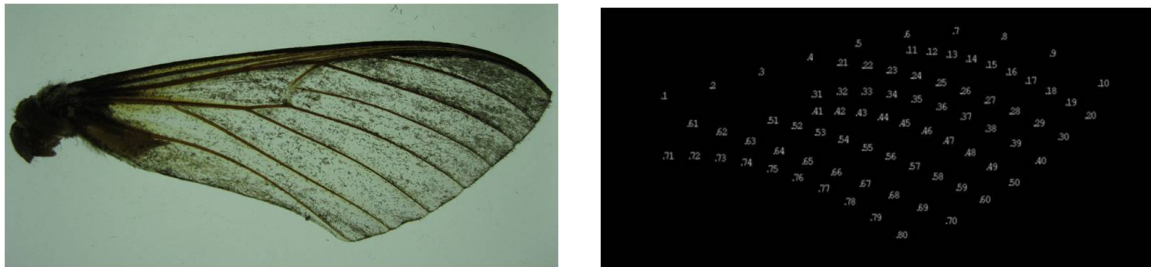 .1 .2 .3 .4 .5 .6 .7 .8 .9 .10
.11 .12 .13 .14 .15 .16 .17 .18 .19 .20
.21 .22 .23 .24 .25 .26 .27 .28 .29 .30
.31 .32 .33 .34 .35 .36 .37 .38 .39 .40
.41 .42 .43 .44 .45 .46 .47 .48 .49 .50
.51 .52 .53 .54 .55 .56 .57 .58 .59 .60
.61 .62 .63 .64 .65 .66 .67 .68 .69 .70
.71 .72 .73 .74 .75 .76 .77 .78 .79 .80